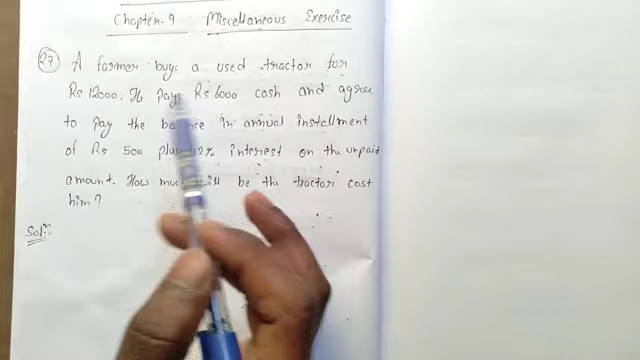 Chapter-9 Miscellaneous Exercise
27) A farmer buys a used tractor for
Rs 12000. He pays Rs 6000 cash and agree
to pay the balance in annual installment
of Rs 500 plus 12% interest on the unpaid
amount. How much will be the tractor cost
him?
Sol:-